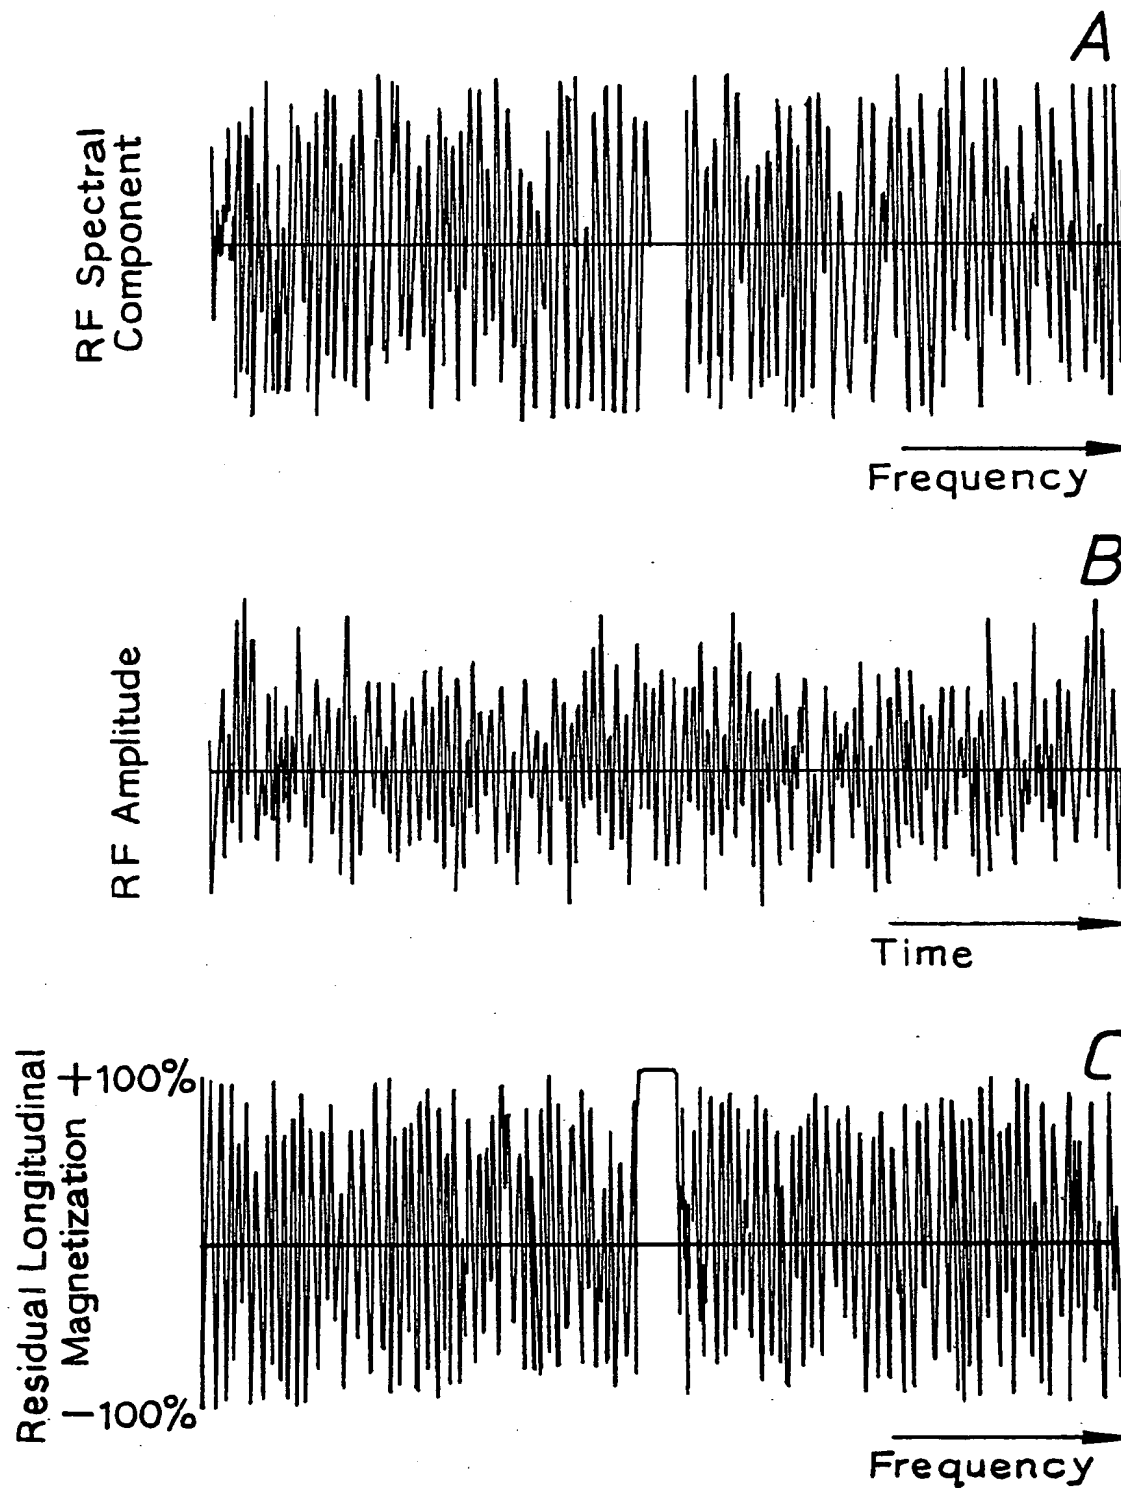 A
RF Spectral
Component
Frequency
B
RF Amplitude
Time
C
Residual Longitudinal
Magnetization
+100%
−100%
Frequency